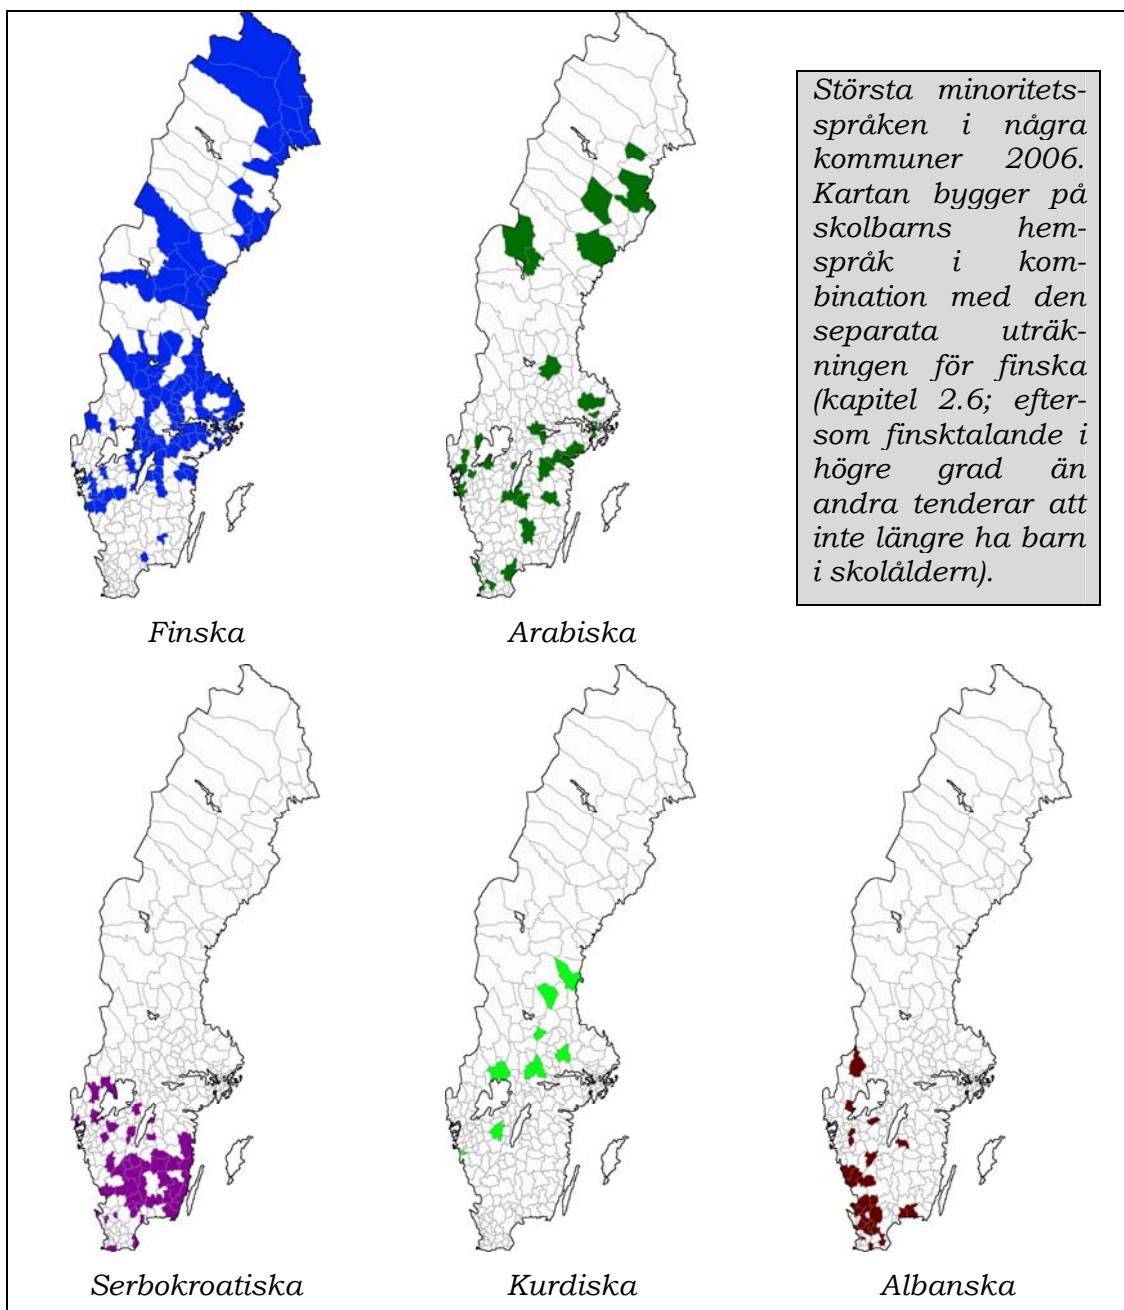 Största minoritets-
språken i några
kommuner 2006.
Kartan bygger på
skolbarns hem-
språk i kom-
bination med den
separata uträk-
ningen för finska
(kapitel 2.6; efter-
som finsktalande i
högre grad än
andra tenderar att
inte längre ha barn
i skolåldern).
Finska
Arabiska
Serbokroatiska
Kurdiska
Albanska